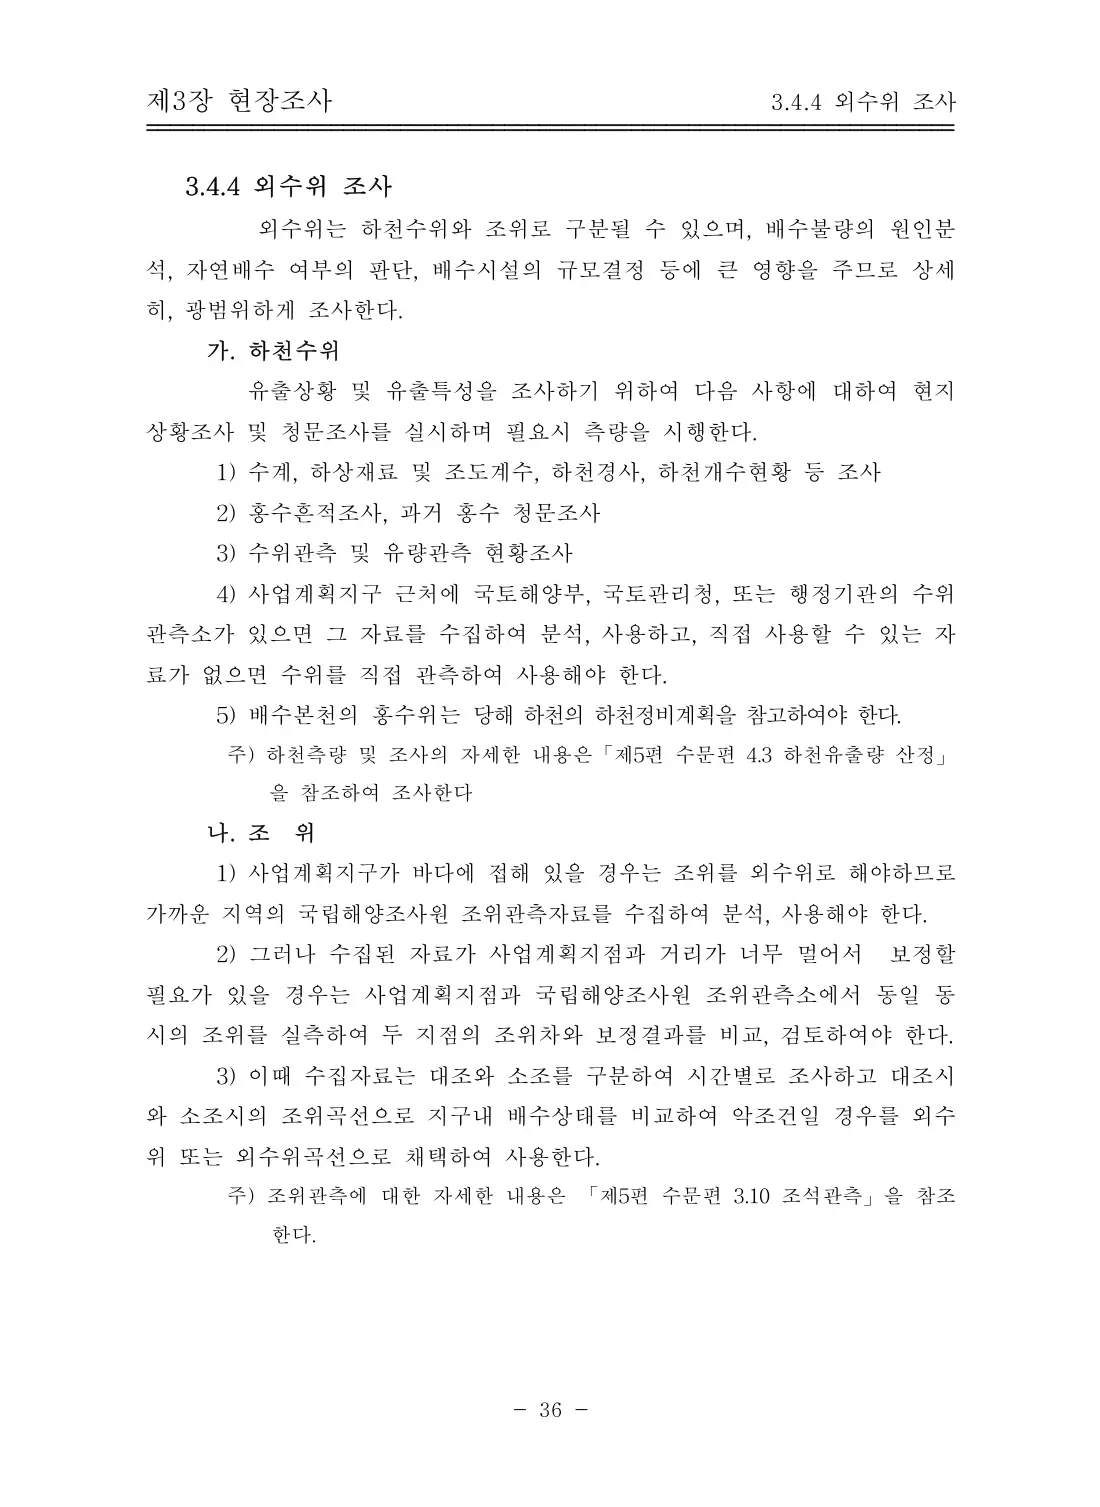 제3장 현장조사 3.4.4 외수위 조사
3.4.4 외수위 조사
외수위는 하천수위와 조위로 구분될 수 있으며, 배수불량의 원인분
석, 자연배수 여부의 판단, 배수시설의 규모결정 등에 큰 영향을 주므로 상세
히, 광범위하게 조사한다.
가. 하천수위
유출상황 및 유출특성을 조사하기 위하여 다음 사항에 대하여 현지
상황조사 및 청문조사를 실시하며 필요시 측량을 시행한다.
1) 수계, 하상재료 및 조도계수, 하천경사, 하천개수현황 등 조사
2) 홍수흔적조사, 과거 홍수 청문조사
3) 수위관측 및 유량관측 현황조사
4) 사업계획지구 근처에 국토해양부, 국토관리청, 또는 행정기관의 수위
관측소가 있으면 그 자료를 수집하여 분석, 사용하고, 직접 사용할 수 있는 자
료가 없으면 수위를 직접 관측하여 사용해야 한다.
5) 배수본천의 홍수위는 당해 하천의 하천정비계획을 참고하여야 한다.
주) 하천측량 및 조사의 자세한 내용은「제5편 수문편 4.3 하천유출량 산정」
을 참조하여 조사한다
나. 조 위
1) 사업계획지구가 바다에 접해 있을 경우는 조위를 외수위로 해야하므로
가까운 지역의 국립해양조사원 조위관측자료를 수집하여 분석, 사용해야 한다.
2) 그러나 수집된 자료가 사업계획지점과 거리가 너무 멀어서 보정할
필요가 있을 경우는 사업계획지점과 국립해양조사원 조위관측소에서 동일 동
시의 조위를 실측하여 두 지점의 조위차와 보정결과를 비교, 검토하여야 한다.
3) 이때 수집자료는 대조와 소조를 구분하여 시간별로 조사하고 대조시
와 소조시의 조위곡선으로 지구내 배수상태를 비교하여 악조건일 경우를 외수
위 또는 외수위곡선으로 채택하여 사용한다.
주) 조위관측에 대한 자세한 내용은 「제5편 수문편 3.10 조석관측」을 참조
한다.
- 36 -